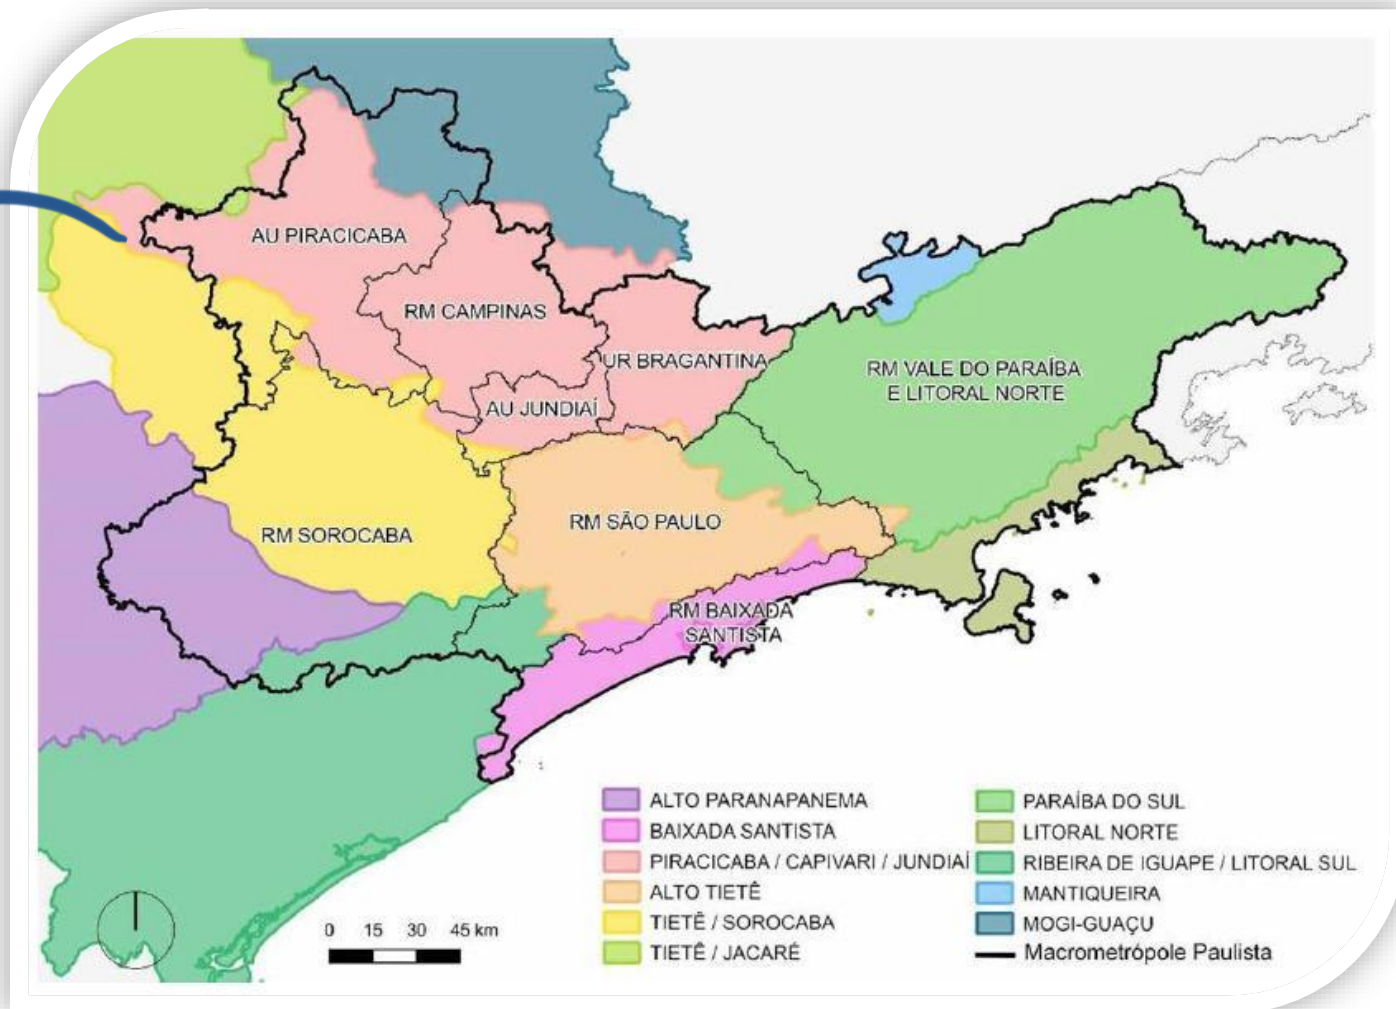 AU PIRACICABA
RM CAMPINAS
UR BRAGANTINA
RM VALE DO PARAÍBA
E LITORAL NORTE
AU JUNDIAÍ
RM SÃO PAULO
RM SOROCABA
RM BAIXADA
SANTISTA
0 15 30 45 km
ALTO PARANAPANEMA
BAIXADA SANTISTA
PIRACICABA / CAPIVARI / JUNDIAÍ
ALTO TIETÊ
TIETÊ / SOROCABA
TIETÊ / JACARÉ
PARAÍBA DO SUL
LITORAL NORTE
RIBEIRA DE IGUAPE / LITORAL SUL
MANTIQUEIRA
MOGI-GUAÇU
Macrometrópole Paulista